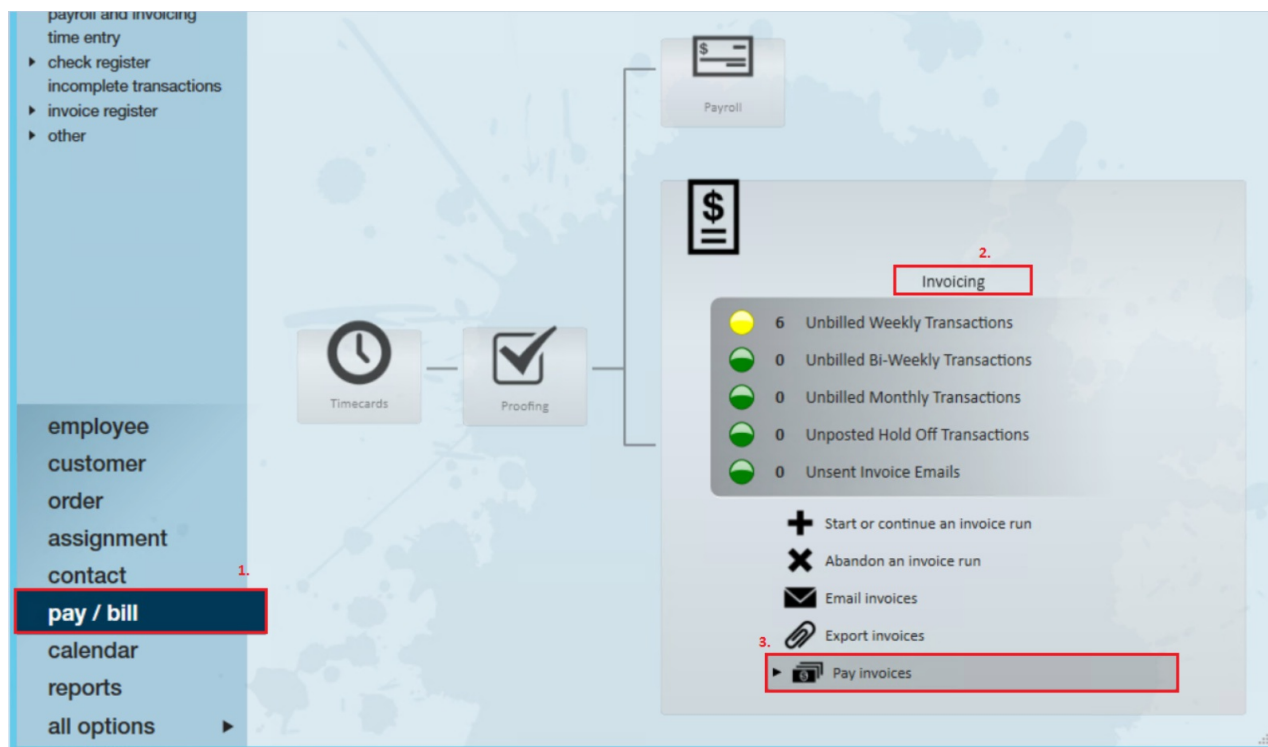 payroll and invoicing
time entry
check register
incomplete transactions
invoice register
other
employee
customer
order
assignment
contact
1.
pay / bill
calendar
reports
all options
Timecards
Proofing
$
Payroll
$
2.
Invoicing
6 Unbilled Weekly Transactions
0 Unbilled Bi-Weekly Transactions
0 Unbilled Monthly Transactions
0 Unposted Hold Off Transactions
0 Unsent Invoice Emails
Start or continue an invoice run
Abandon an invoice run
Email invoices
Export invoices
3.
$ Pay invoices